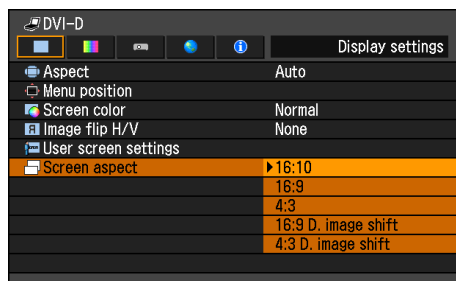 DVI-D
Display settings
Aspect Auto
Menu position
Screen color Normal
Image flip H/V None
User screen settings
Screen aspect 16:10
16:9
4:3
16:9 D. image shift
4:3 D. image shift